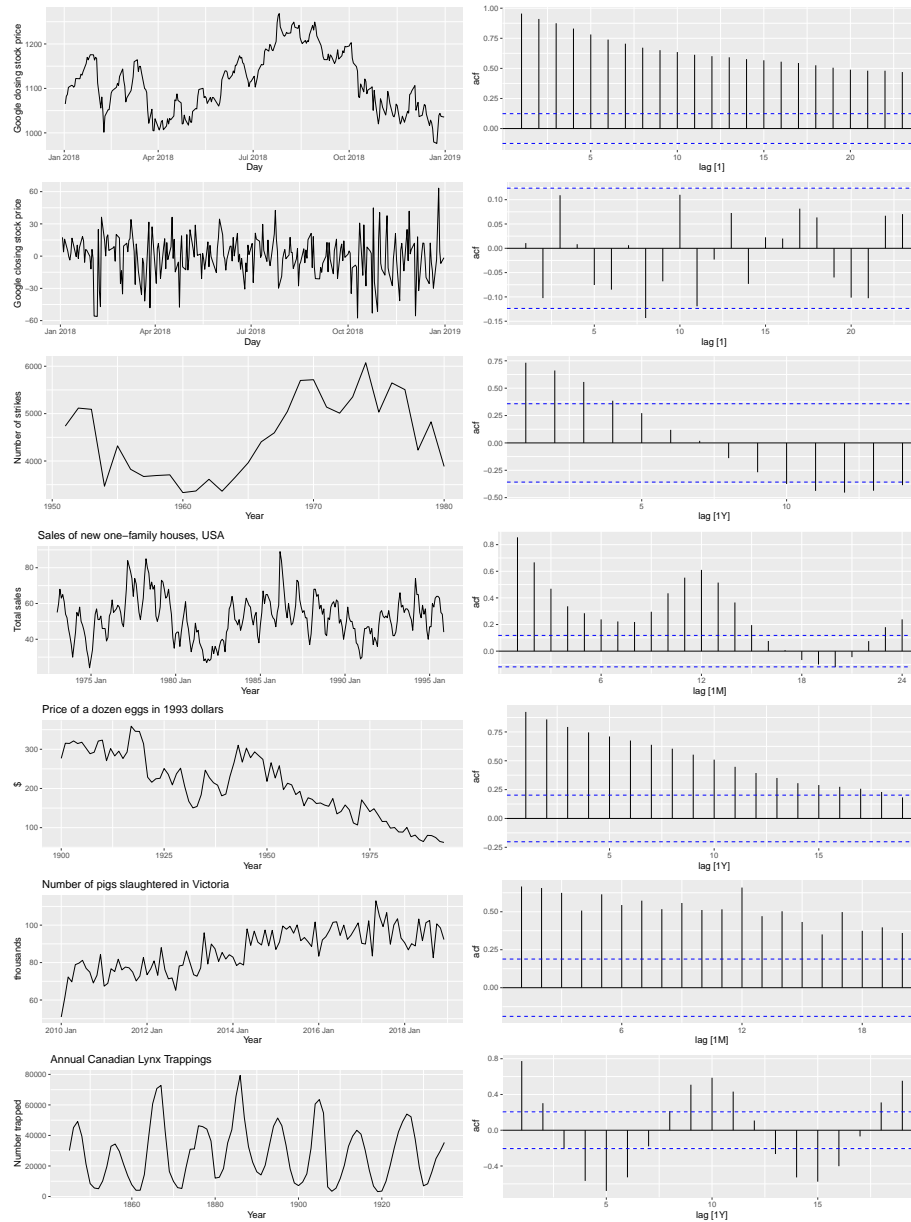 Google closing stock price
1200
1100
1000
Jan 2018 Apr 2018 Jul 2018 Oct 2018 Jan 2019
Day
acf
1.00
0.75
0.50
0.25
0.00
5 10 15 20
lag [1]
Google closing stock price
60
30
0
−30
−60
Jan 2018 Apr 2018 Jul 2018 Oct 2018 Jan 2019
Day
acf
0.10
0.05
0.00
−0.05
−0.10
−0.15
5 10 15 20
lag [1]
Number of strikes
6000
5000
4000
1950 1960 1970 1980
Year
acf
0.75
0.50
0.25
0.00
−0.25
−0.50
5 10
lag [1Y]
Sales of new one−family houses, USA
Total sales
80
60
40
1975 Jan 1980 Jan 1985 Jan 1990 Jan 1995 Jan
Year
acf
0.8
0.6
0.4
0.2
0.0
6 12 18 24
lag [1M]
Price of a dozen eggs in 1993 dollars
$
300
200
100
1900 1925 1950 1975
Year
acf
0.75
0.50
0.25
0.00
−0.25
5 10 15
lag [1Y]
Number of pigs slaughtered in Victoria
thousands
100
80
60
2010 Jan 2012 Jan 2014 Jan 2016 Jan 2018 Jan
Year
acf
0.50
0.25
0.00
6 12 18
lag [1M]
Annual Canadian Lynx Trappings
Number trapped
80000
60000
40000
20000
0
1860 1880 1900 1920
Year
acf
0.8
0.4
0.0
−0.4
5 10 15
lag [1Y]